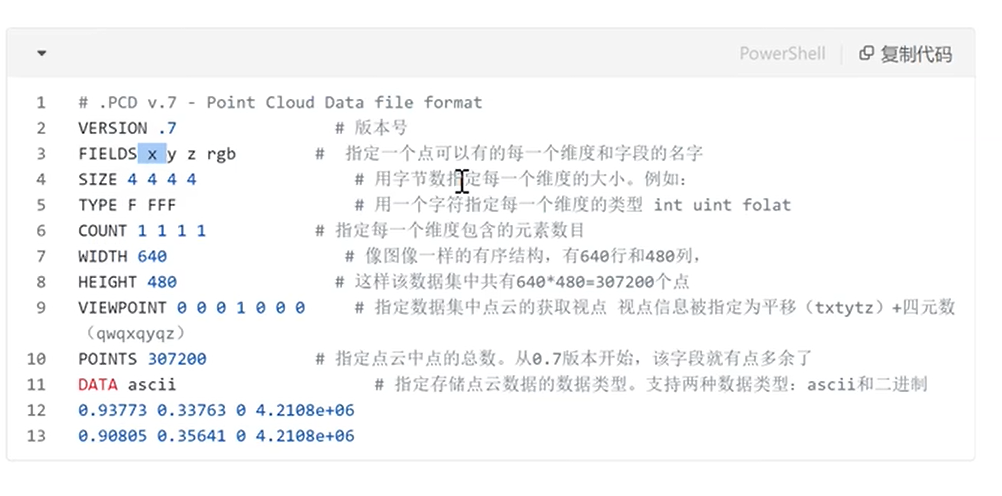 PowerShell 复制代码
1 # .PCD v.7 - Point Cloud Data file format
2 VERSION .7 # 版本号
3 FIELDS x y z rgb # 指定一个点可以有的每一个维度和字段的名字
4 SIZE 4 4 4 4 # 用字节数指定每一个维度的大小。例如：
5 TYPE F FFF # 用一个字符指定每一个维度的类型 int uint folat
6 COUNT 1 1 1 1 # 指定每一个维度包含的元素数目
7 WIDTH 640 # 像图像一样的有序结构，有640行和480列，
8 HEIGHT 480 # 这样该数据集中共有640*480=307200个点
9 VIEWPOINT 0 0 0 1 0 0 0 # 指定数据集中点云的获取视点 视点信息被指定为平移（txtytz）+四元数
（qwqxqyqz）
10 POINTS 307200 # 指定点云中点的总数。从0.7版本开始，该字段就有点多余了
11 DATA ascii # 指定存储点云数据的数据类型。支持两种数据类型：ascii和二进制
12 0.93773 0.33763 0 4.2108e+06
13 0.90805 0.35641 0 4.2108e+06